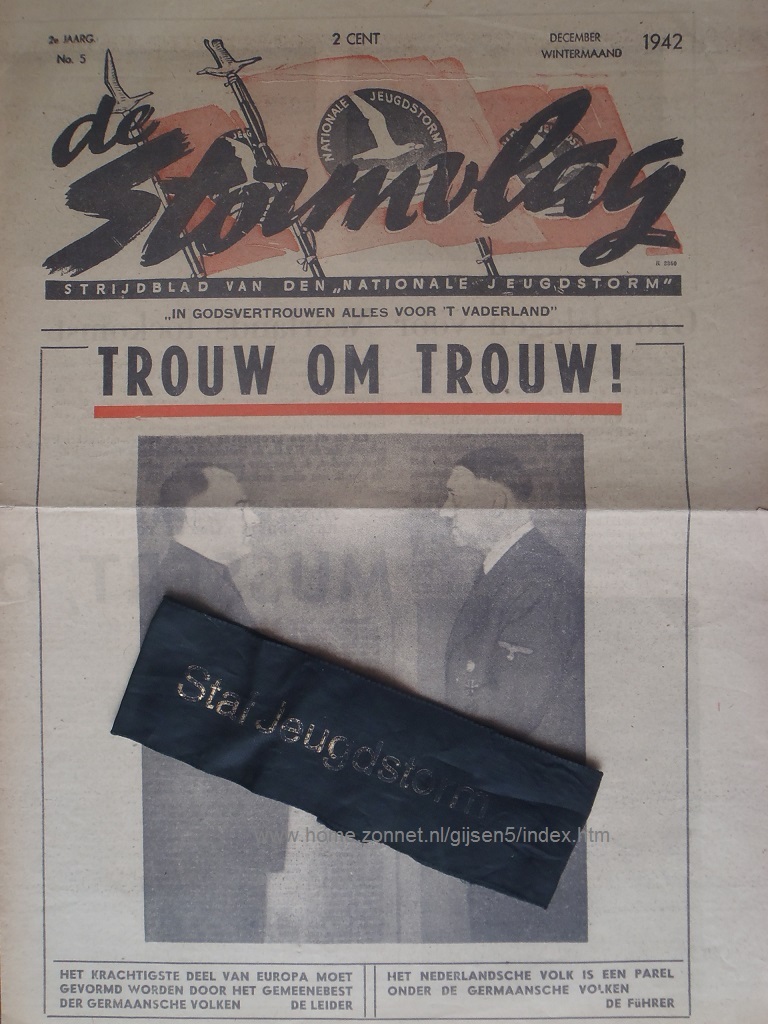 2e JAARG.
No. 5
2 CENT
DECEMBER
WINTERMAAND
1942
NATIONALE JEUGDSTORM
de
Stormvlag
K 2359
STRIJDBLAD VAN DEN „NATIONALE JEUGDSTORM"
„IN GODSVERTROUWEN ALLES VOOR 'T VADERLAND"
TROUW OM TROUW!
Staf Jeugdstorm
www.home.zonnet.nl/gijsen5/index.htm
HET KRACHTIGSTE DEEL VAN EUROPA MOET
GEVORMD WORDEN DOOR HET GEMEENEBEST
DER GERMAANSCHE VOLKEN DE LEIDER
HET NEDERLANDSCHE VOLK IS EEN PAREL
ONDER DE GERMAANSCHE VOLKEN
DE FÜHRER